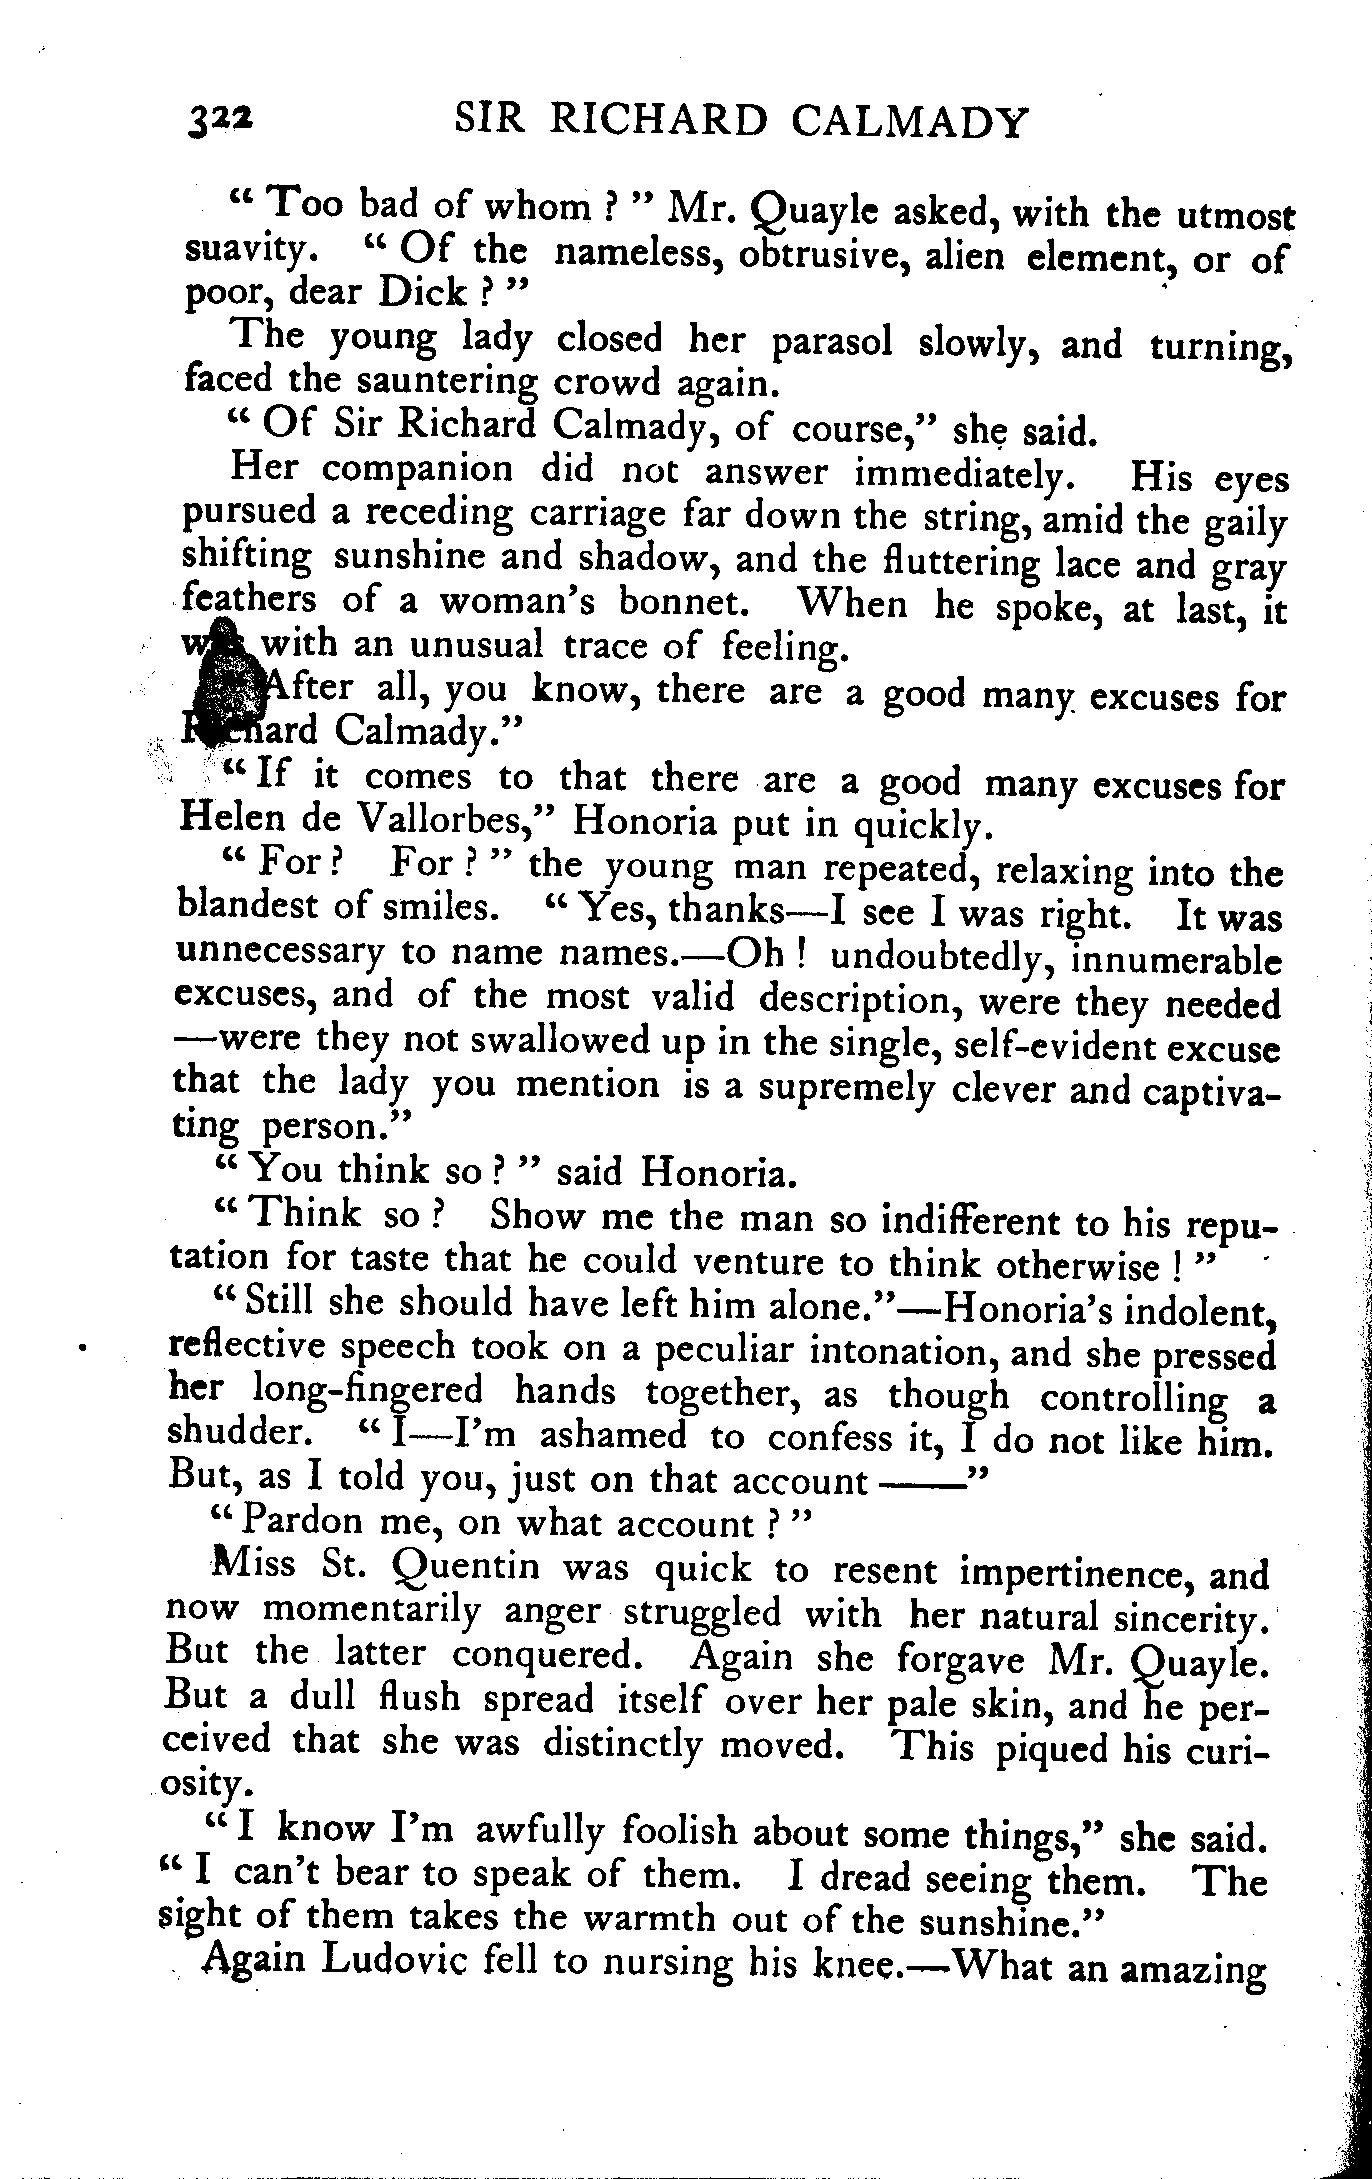 322 SIR RICHARD CALMADY
“ Too bad of whom ? ” Mr. Quayle asked, with the utmost
suavity. “ Of the nameless, obtrusive, alien element, or of
poor, dear Dick ? ”
The young lady closed her parasol slowly, and turning,
faced the sauntering crowd again.
“ Of Sir Richard Calmady, of course,” she said.
Her companion did not answer immediately. His eyes
pursued a receding carriage far down the string, amid the gaily
shifting sunshine and shadow, and the fluttering lace and gray
feathers of a woman’s bonnet. When he spoke, at last, it
was with an unusual trace of feeling.
After all, you know, there are a good many excuses for
Richard Calmady.”
“ If it comes to that there are a good many excuses for
Helen de Vallorbes,” Honoria put in quickly.
“ For ? For ? ” the young man repeated, relaxing into the
blandest of smiles. “ Yes, thanks—I see I was right. It was
unnecessary to name names.—Oh ! undoubtedly, innumerable
excuses, and of the most valid description, were they needed
—were they not swallowed up in the single, self-evident excuse
that the lady you mention is a supremely clever and captiva-
ting person.”
“ You think so ? ” said Honoria.
“ Think so ? Show me the man so indifferent to his repu-
tation for taste that he could venture to think otherwise ! ”
“ Still she should have left him alone.”—Honoria’s indolent,
reflective speech took on a peculiar intonation, and she pressed
her long-fingered hands together, as though controlling a
shudder. “ I—I’m ashamed to confess it, I do not like him.
But, as I told you, just on that account ——”
“ Pardon me, on what account ? ”
Miss St. Quentin was quick to resent impertinence, and
now momentarily anger struggled with her natural sincerity.
But the latter conquered. Again she forgave Mr. Quayle.
But a dull flush spread itself over her pale skin, and he per-
ceived that she was distinctly moved. This piqued his curi-
osity.
“ I know I’m awfully foolish about some things,” she said.
“ I can’t bear to speak of them. I dread seeing them. The
sight of them takes the warmth out of the sunshine.”
Again Ludovic fell to nursing his knee.—What an amazing